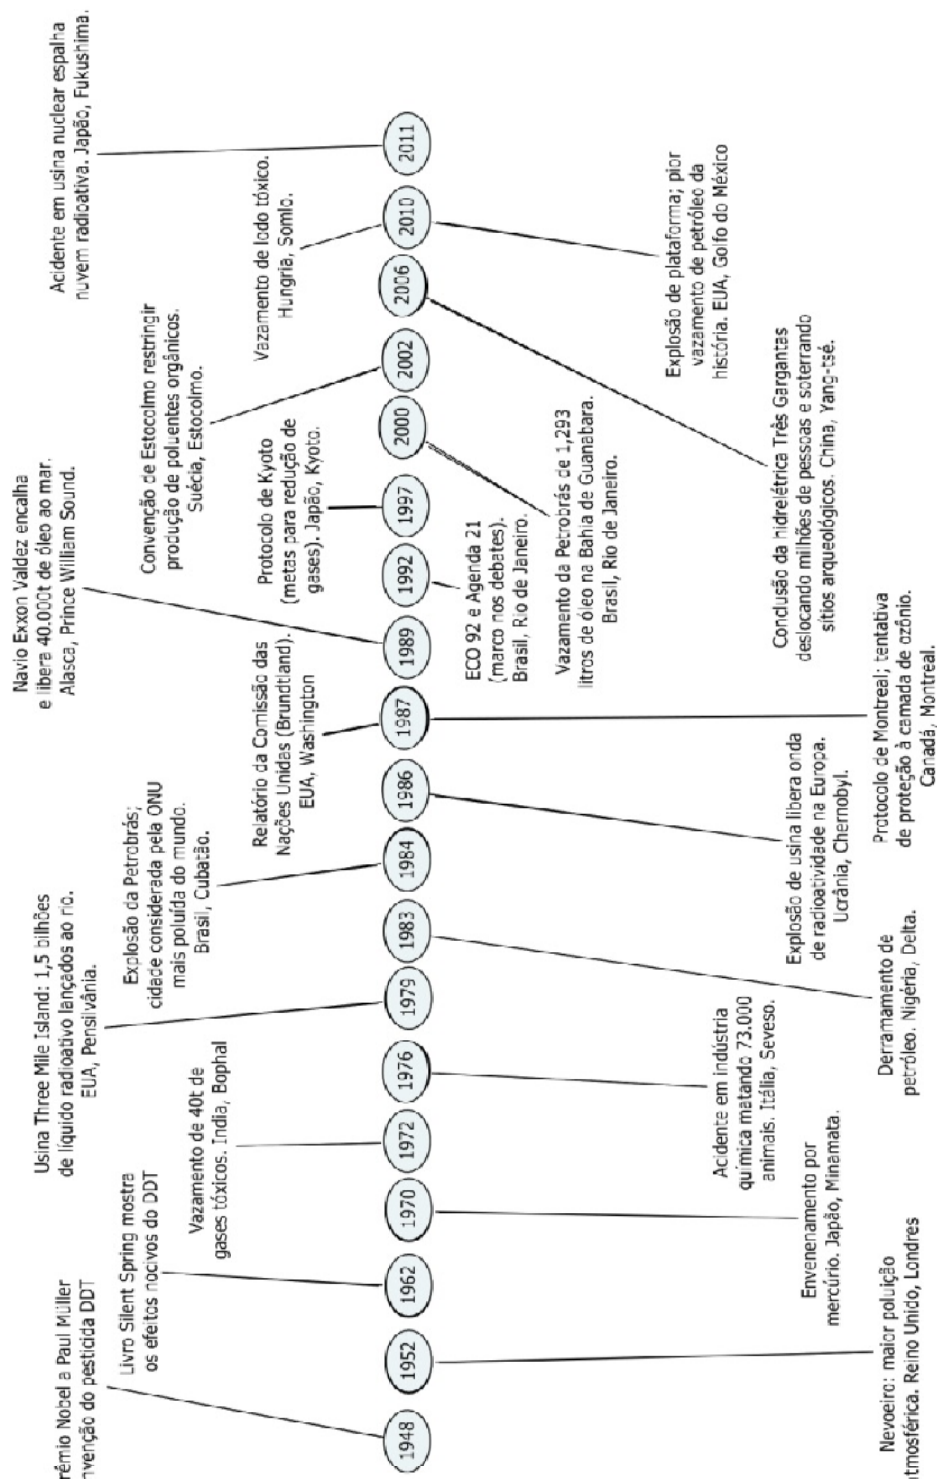 rêmio Nobel a Paul Müller
nvenção do pesticida DDT
Livro Silent Spring mostra
os efeitos nocivos do DDT
Vazamento de 40t de
gases tóxicos. India, Bophal
Usina Three Mile Island: 1,5 bilhões
de líquido radioativo lançados ao rio.
EUA, Pensilvânia.
Explosão da Petrobrás;
cidade considerada pela ONU
mais poluída do mundo.
Brasil, Cubatão.
Relatório da Comissão das
Nações Unidas (Brundtland).
EUA, Washington
Navio Exxon Valdez encalha
e libera 40.000t de óleo ao mar.
Alasca, Prince William Sound.
Protocolo de Kyoto
(metas para redução de
gases). Japão, Kyoto.
Convenção de Estocolmo restringir
produção de poluentes orgânicos.
Suécia, Estocolmo.
Vazamento de lodo tóxico.
Hungria, Somlo.
Acidente em usina nuclear espalha
nuvem radioativa. Japão, Fukushima.
1948
1952
1962
1970
1972
1976
1979
1983
1984
1986
1987
1989
1992
1997
2000
2002
2006
2010
2011
Nevoeiro: maior poluição
tmosférica. Reino Unido, Londres
Envenenamento por
mercúrio. Japão, Minamata.
Acidente em indústria
química matando 73.000
animais. Itália, Seveso.
Derramamento de
petróleo. Nigéria, Delta.
Explosão de usina libera onda
de radioatividade na Europa.
Ucrânia, Chernobyl.
Protocolo de Montreal; tentativa
de proteção à camada de ozônio.
Canadá, Montreal.
ECO 92 e Agenda 21
(marco nos debates).
Brasil, Rio de Janeiro.
Vazamento da Petrobrás de 1,293
litros de óleo na Bahia de Guanabara.
Brasil, Rio de Janeiro.
Conclusão da hidrelétrica Três Gargantas
deslocando milhões de pessoas e soterrando
sítios arqueológicos. China, Yang-tsé.
Explosão de plataforma; pior
vazamento de petróleo da
história. EUA, Golfo do México